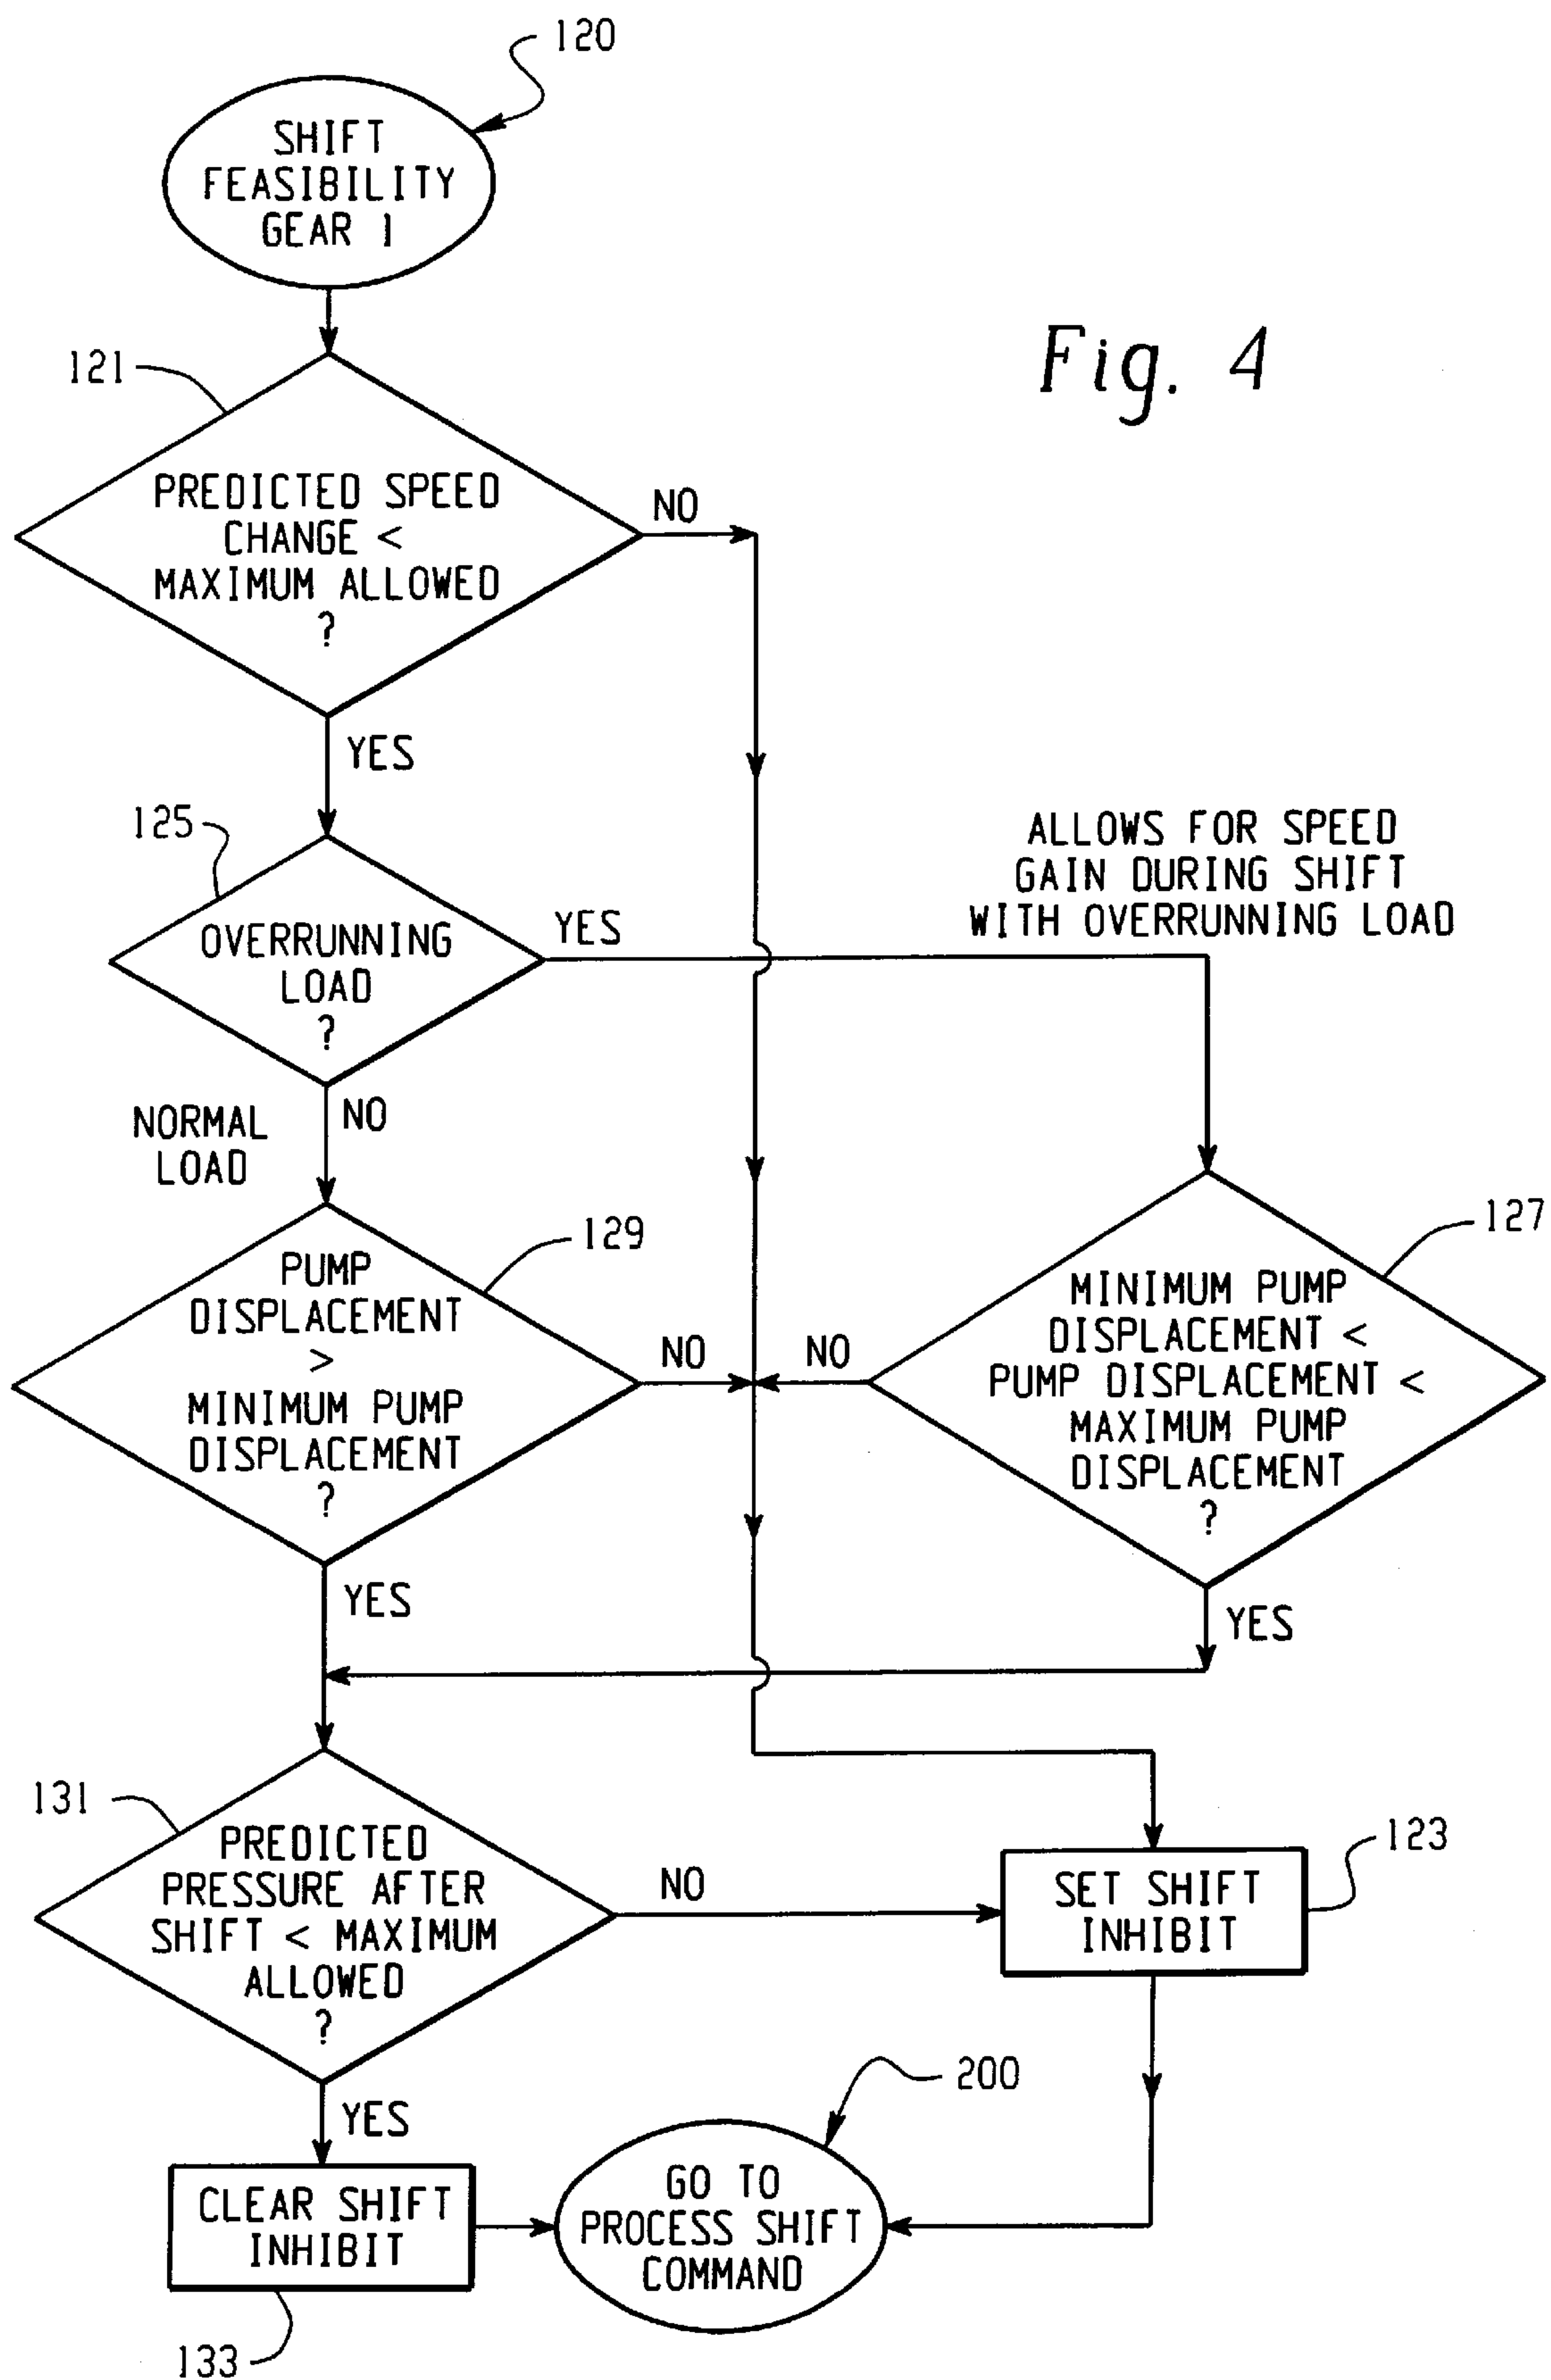 120
SHIFT
FEASIBILITY
GEAR 1
Fig. 4
121
PREDICTED SPEED
CHANGE <
MAXIMUM ALLOWED
?
NO
YES
125
OVERRUNNING
LOAD
?
YES
ALLOWS FOR SPEED
GAIN DURING SHIFT
WITH OVERRUNNING LOAD
NORMAL
LOAD
NO
129
PUMP
DISPLACEMENT
>
MINIMUM PUMP
DISPLACEMENT
?
NO
NO
127
MINIMUM PUMP
DISPLACEMENT <
PUMP DISPLACEMENT <
MAXIMUM PUMP
DISPLACEMENT
?
YES
YES
131
PREDICTED
PRESSURE AFTER
SHIFT < MAXIMUM
ALLOWED
?
NO
123
SET SHIFT
INHIBIT
YES
200
CLEAR SHIFT
INHIBIT
GO TO
PROCESS SHIFT
COMMAND
133